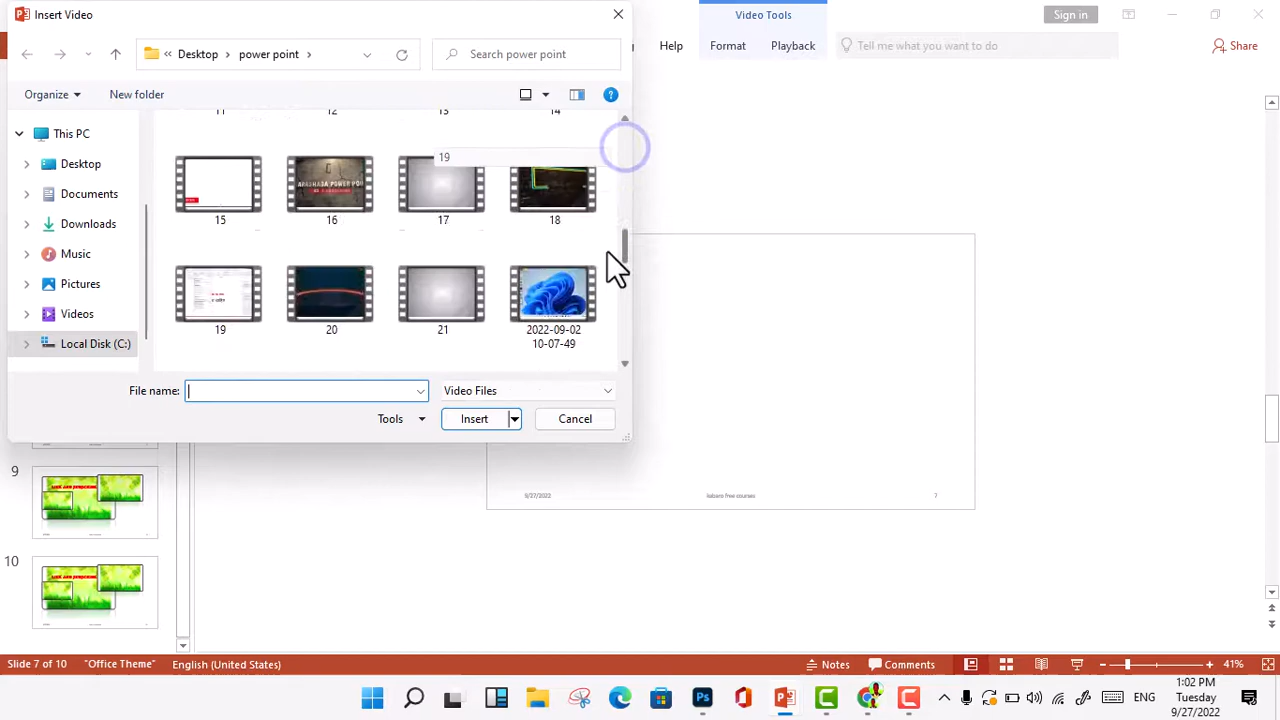 Insert Video
Video Tools
Sign in
Help
Format
Playback
Tell me what you want to do
Share
« Desktop › power point ›
Search power point
Organize
New folder
This PC
Desktop
Documents
Downloads
Music
Pictures
Videos
Local Disk (C:)
11 12 13 14
19
15 16 17 18
19 20 21 2022-09-02
10-07-49
File name:
Video Files
Tools
Insert
Cancel
9/27/2022
7
9
10
Slide 7 of 10
"Office Theme"
English (United States)
Notes
Comments
41%
ENG
1:02 PM
Tuesday
9/27/2022